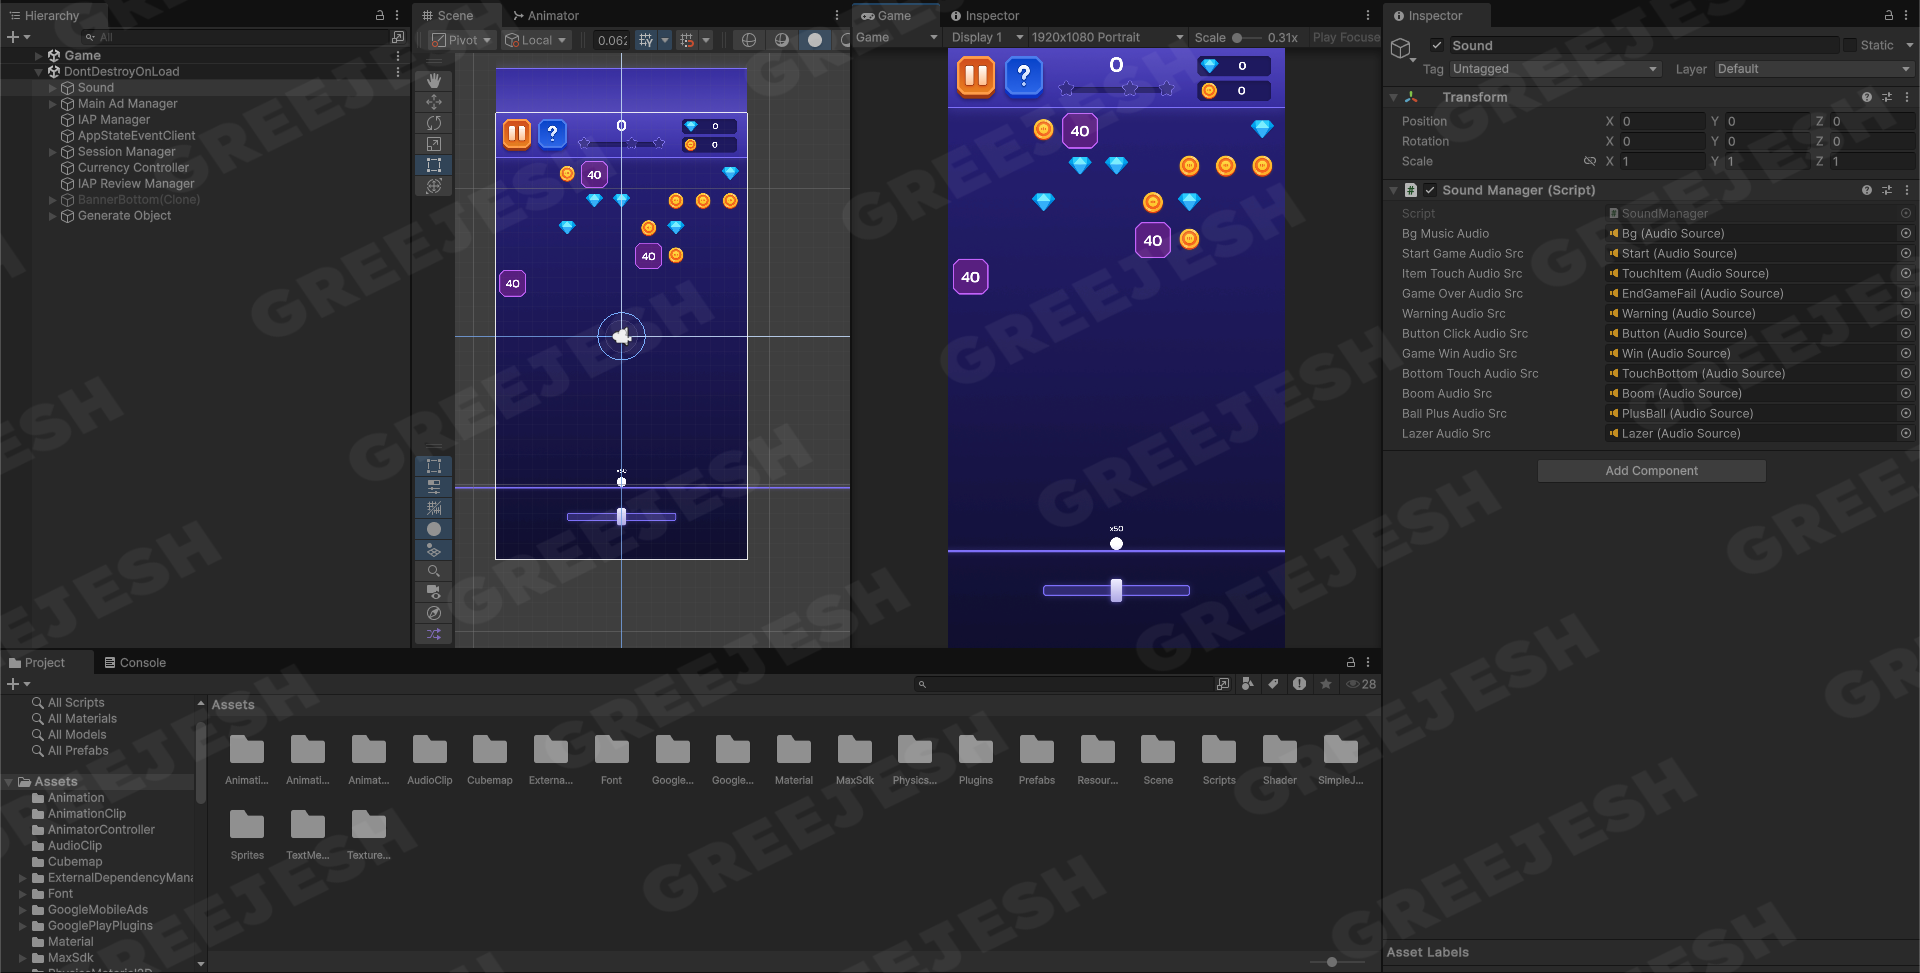 Hierarchy
Scene
Animator
Game
Inspector
Inspector
All
Pivot
Local
0.062
Game
Display 1
1920x1080 Portrait
Scale
0.31x
Play Focuse
Sound
Static
Tag
Untagged
Layer
Default
Game
DontDestroyOnLoad
Sound
Main Ad Manager
IAP Manager
AppStateEventClient
Session Manager
Currency Controller
IAP Review Manager
BannerBottom(Clone)
Generate Object
0
0
0
40
40
40
x50
?
0
0
0
40
40
40
x50
?
Transform
Position
X 0
Y 0
Z 0
Rotation
X 0
Y 0
Z 0
Scale
X 1
Y 1
Z 1
Sound Manager (Script)
Script
SoundManager
Bg Music Audio
Bg (Audio Source)
Start Game Audio Src
Start (Audio Source)
Item Touch Audio Src
TouchItem (Audio Source)
Game Over Audio Src
EndGameFail (Audio Source)
Warning Audio Src
Warning (Audio Source)
Button Click Audio Src
Button (Audio Source)
Game Win Audio Src
Win (Audio Source)
Bottom Touch Audio Src
TouchBottom (Audio Source)
Boom Audio Src
Boom (Audio Source)
Ball Plus Audio Src
PlusBall (Audio Source)
Lazer Audio Src
Lazer (Audio Source)
Add Component
Project
Console
28
All Scripts
All Materials
All Models
All Prefabs
Assets
Animation
AnimationClip
AnimatorController
AudioClip
Cubemap
ExternalDependencyMana
Font
GoogleMobileAds
GooglePlayPlugins
Material
MaxSdk
Assets
Animati...
Animati...
Animat...
AudioClip
Cubemap
Externa...
Font
Google...
Google...
Material
MaxSdk
Physics...
Plugins
Prefabs
Resour...
Scene
Scripts
Shader
SimpleJ...
Sprites
TextMe...
Texture...
Asset Labels
GREEJESH